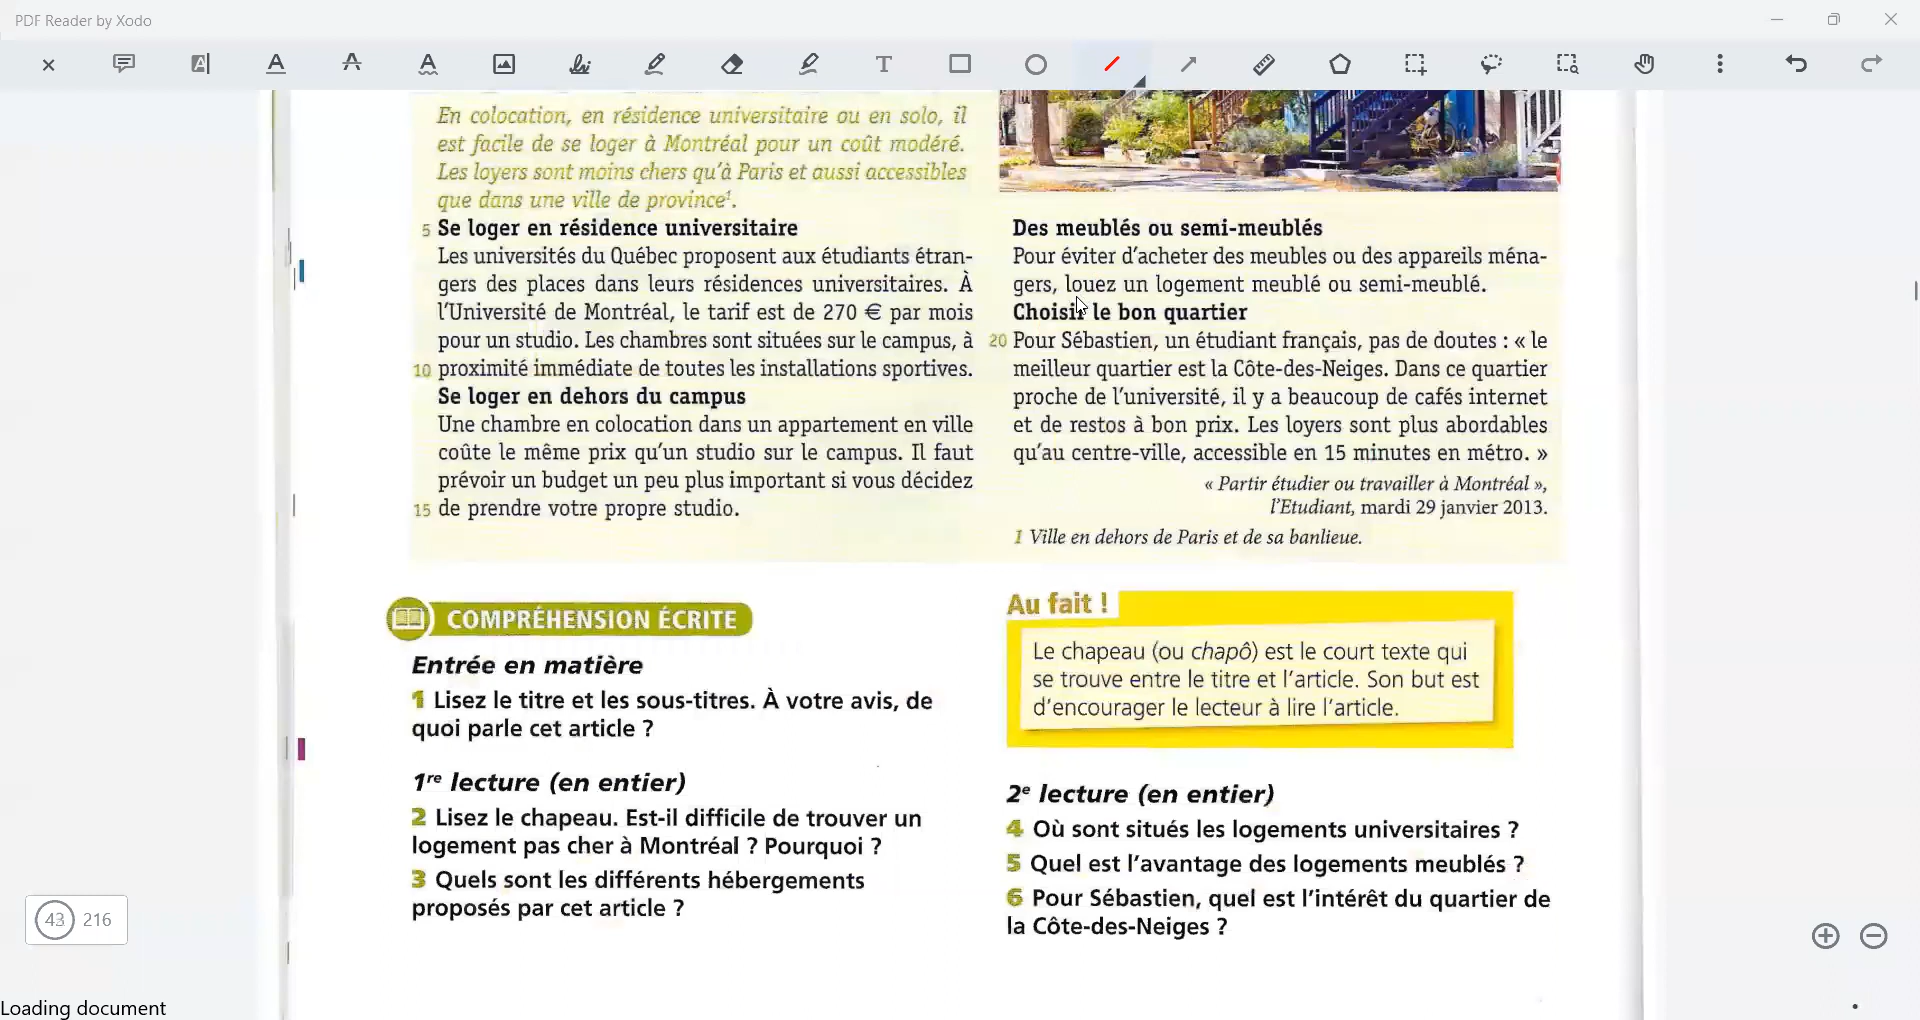 PDF Reader by Xodo
En colocation, en résidence universitaire ou en solo, il
est facile de se loger à Montréal pour un coût modéré.
Les loyers sont moins chers qu'à Paris et aussi accessibles
que dans une ville de province¹.
5 Se loger en résidence universitaire
Les universités du Québec proposent aux étudiants étran-
gers des places dans leurs résidences universitaires. À
l'Université de Montréal, le tarif est de 270 € par mois
pour un studio. Les chambres sont situées sur le campus, à
10 proximité immédiate de toutes les installations sportives.
Se loger en dehors du campus
Une chambre en colocation dans un appartement en ville
coûte le même prix qu'un studio sur le campus. Il faut
prévoir un budget un peu plus important si vous décidez
15 de prendre votre propre studio.
Des meublés ou semi-meublés
Pour éviter d'acheter des meubles ou des appareils ména-
gers, louez un logement meublé ou semi-meublé.
Choisir le bon quartier
20 Pour Sébastien, un étudiant français, pas de doutes : « le
meilleur quartier est la Côte-des-Neiges. Dans ce quartier
proche de l'université, il y a beaucoup de cafés internet
et de restos à bon prix. Les loyers sont plus abordables
qu'au centre-ville, accessible en 15 minutes en métro. »
« Partir étudier ou travailler à Montréal »,
l'Etudiant, mardi 29 janvier 2013.
1 Ville en dehors de Paris et de sa banlieue.
COMPRÉHENSION ÉCRITE
Entrée en matière
1 Lisez le titre et les sous-titres. À votre avis, de
quoi parle cet article ?
1re lecture (en entier)
2 Lisez le chapeau. Est-il difficile de trouver un
logement pas cher à Montréal ? Pourquoi ?
3 Quels sont les différents hébergements
proposés par cet article ?
Au fait !
Le chapeau (ou chapô) est le court texte qui
se trouve entre le titre et l'article. Son but est
d'encourager le lecteur à lire l'article.
2e lecture (en entier)
4 Où sont situés les logements universitaires ?
5 Quel est l'avantage des logements meublés ?
6 Pour Sébastien, quel est l'intérêt du quartier de
la Côte-des-Neiges ?
43 216
Loading document